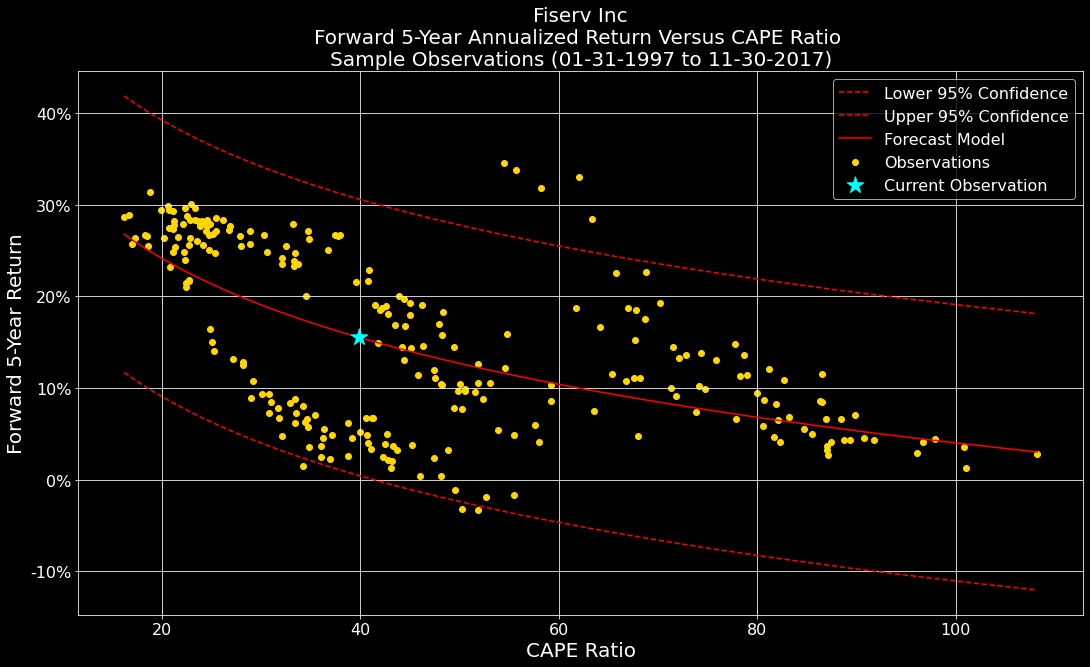 Fiserv Inc
Forward 5-Year Annualized Return Versus CAPE Ratio
Sample Observations (01-31-1997 to 11-30-2017)
Lower 95% Confidence
Upper 95% Confidence
Forecast Model
Observations
Current Observation
Forward 5-Year Return
40%
30%
20%
10%
0%
-10%
20
40
60
80
100
CAPE Ratio